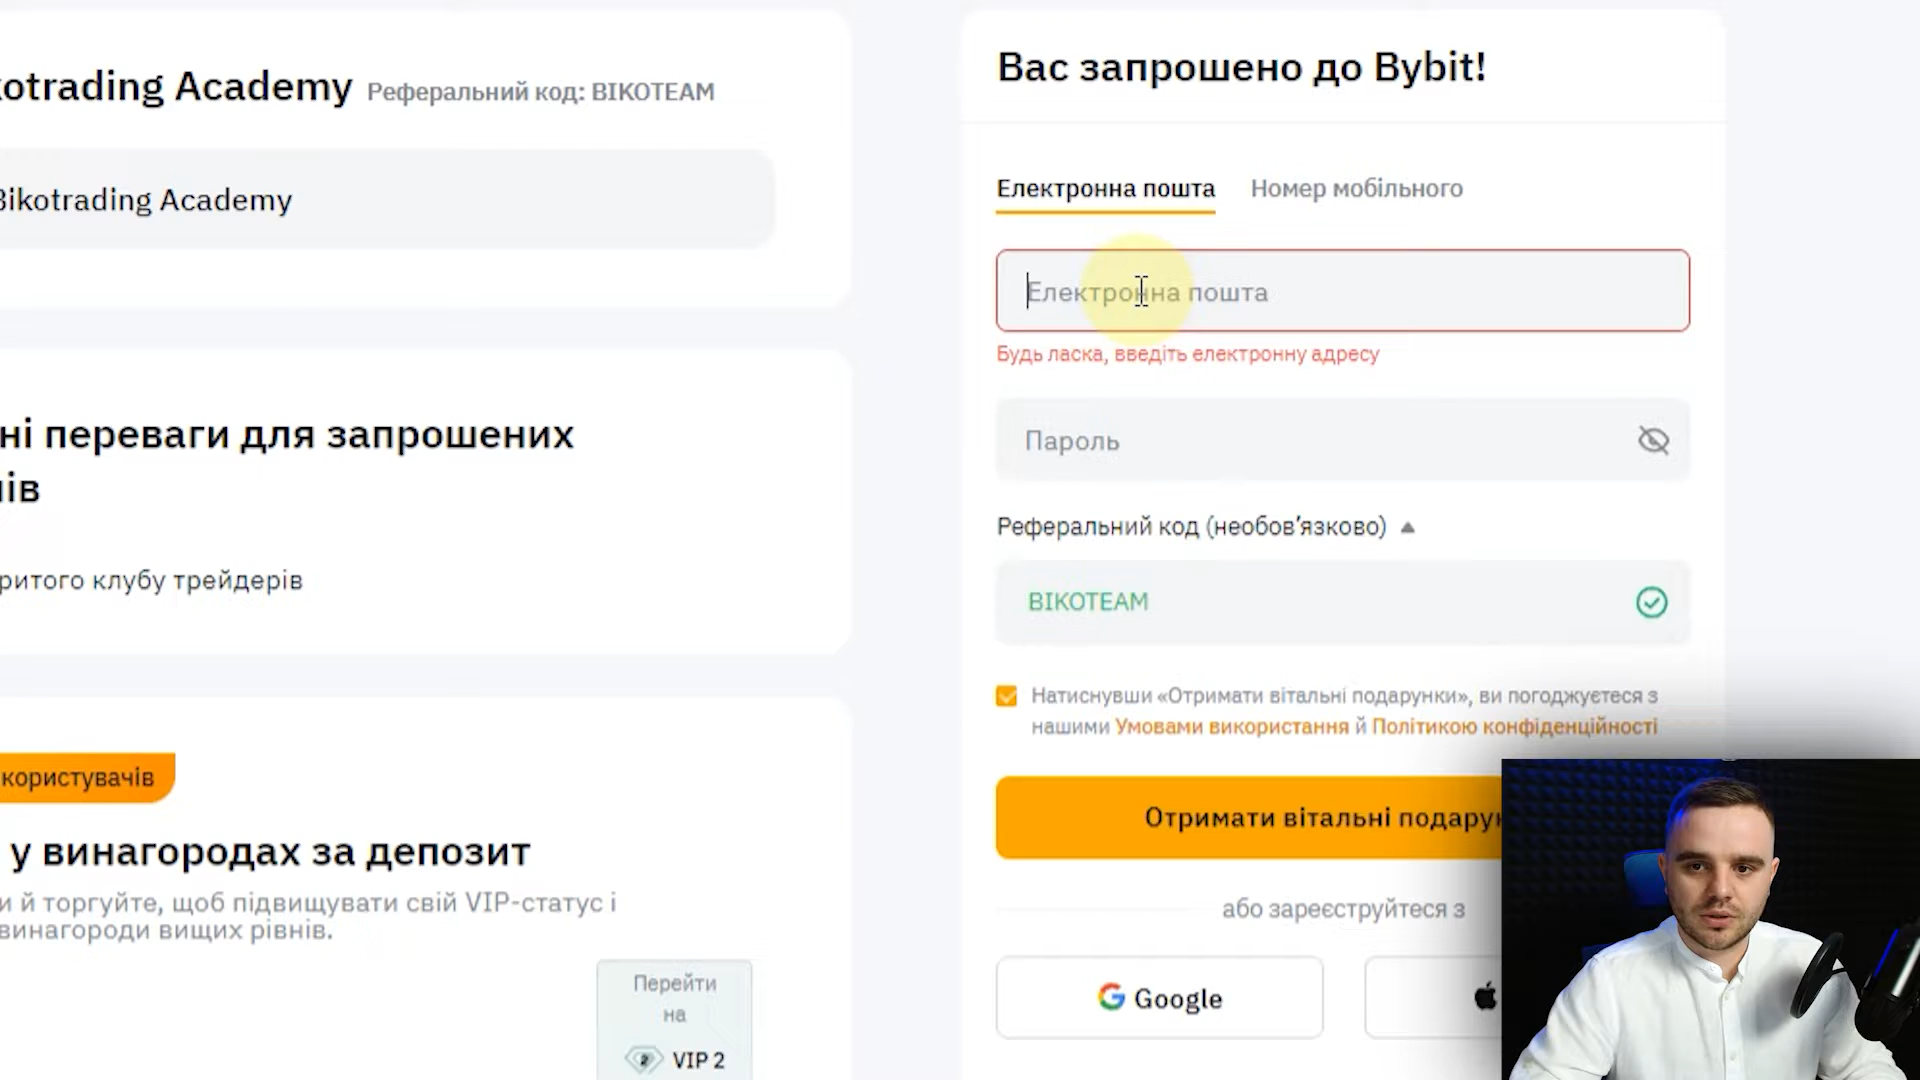 kotrading Academy Реферальний код: BIKOTEAM
Bikotrading Academy
ні переваги для запрошених
ів
ритого клубу трейдерів
користувачів
у винагородах за депозит
и й торгуйте, щоб підвищувати свій VIP-статус і
винагороди вищих рівнів.
Перейти
на
VIP 2
Вас запрошено до Bybit!
Електронна пошта Номер мобільного
Електронна пошта
Будь ласка, введіть електронну адресу
Пароль
Реферальний код (необов’язково)
BIKOTEAM
Натиснувши «Отримати вітальні подарунки», ви погоджуєтеся з
нашими Умовами використання й Політикою конфіденційності
Отримати вітальні подарун
або зареєструйтеся з
Google